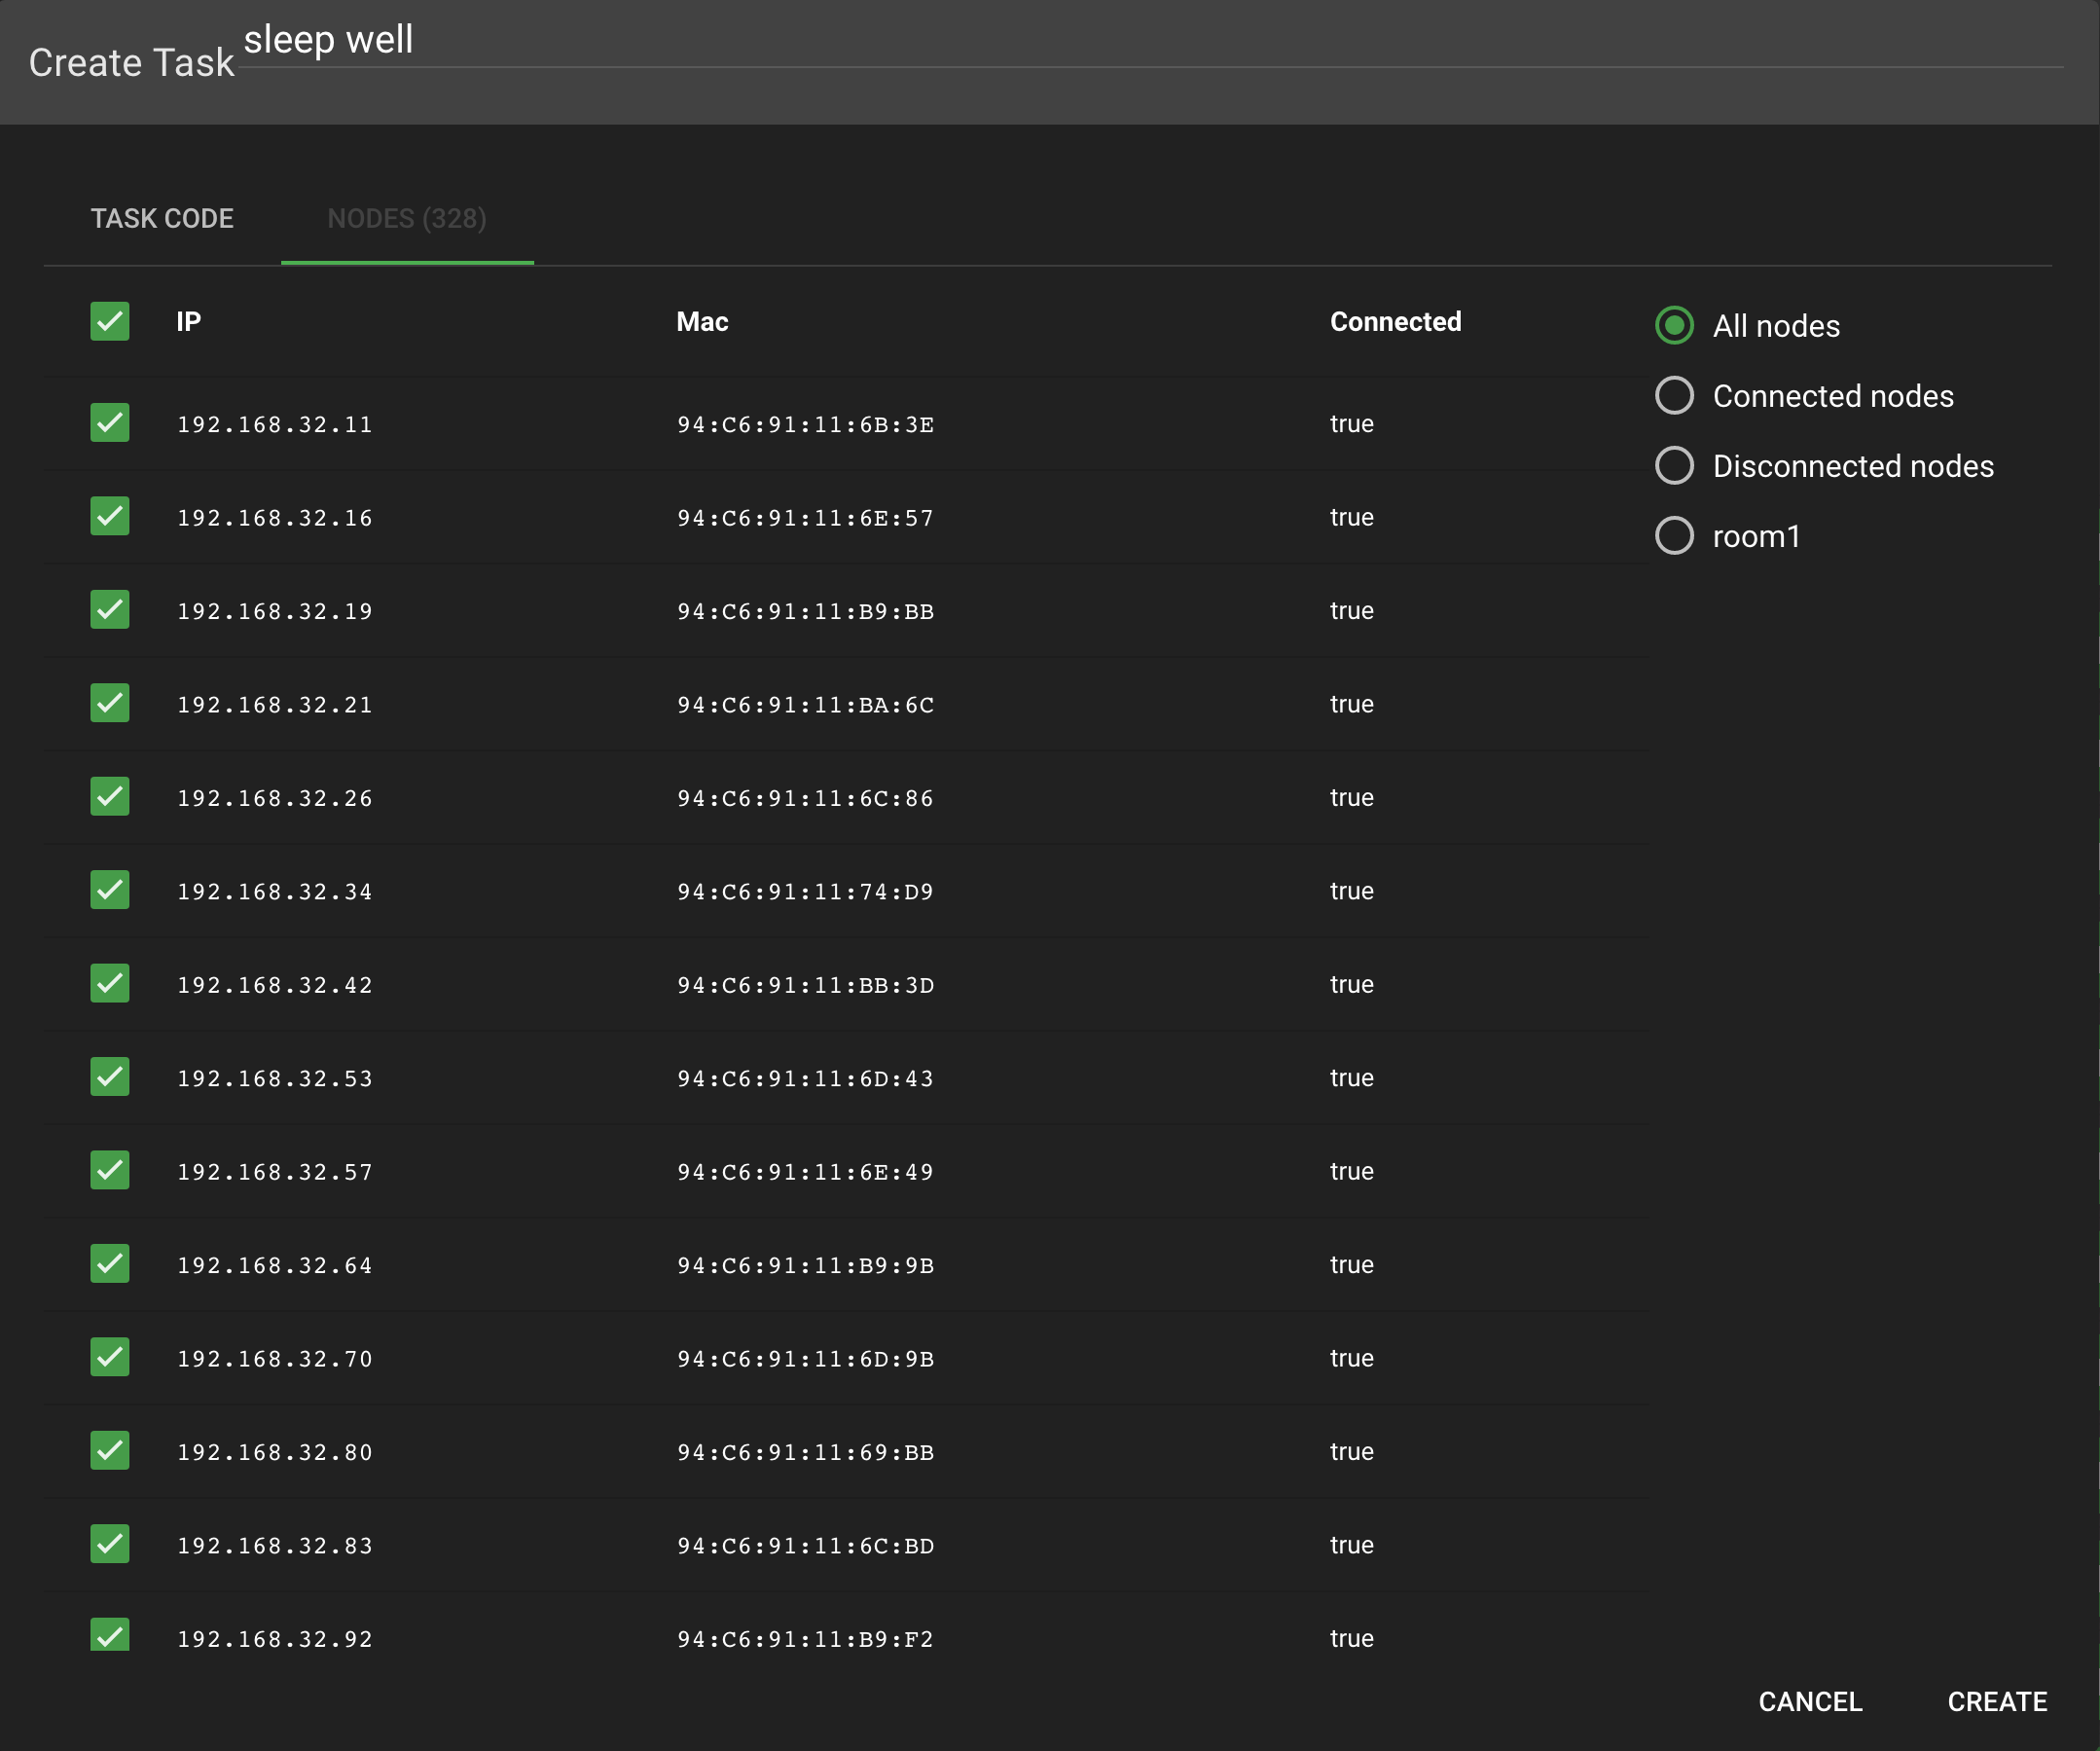 sleep well
Create Task
TASK CODE NODES (328)
IP Mac Connected All nodes
Connected nodes
192.168.32.11 94:C6:91:11:6B:3E true
Disconnected nodes
192.168.32.16 94:C6:91:11:6E:57 true
room1
192.168.32.19 94:C6:91:11:B9:BB true
192.168.32.21 94:C6:91:11:BA:6C true
192.168.32.26 94:C6:91:11:6C:86 true
192.168.32.34 94:C6:91:11:74:D9 true
192.168.32.42 94:C6:91:11:BB:3D true
192.168.32.53 94:C6:91:11:6D:43 true
192.168.32.57 94:C6:91:11:6E:49 true
192.168.32.64 94:C6:91:11:B9:9B true
192.168.32.70 94:C6:91:11:6D:9B true
192.168.32.80 94:C6:91:11:69:BB true
192.168.32.83 94:C6:91:11:6C:BD true
192.168.32.92 94:C6:91:11:B9:F2 true
CANCEL CREATE